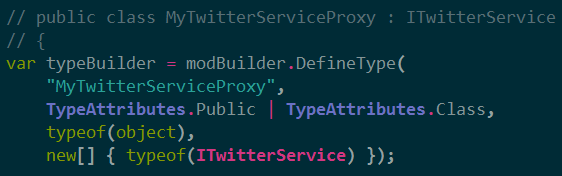 // public class MyTwitterServiceProxy : ITwitterService
// {
var typeBuilder = modBuilder.DefineType(
    "MyTwitterServiceProxy",
    TypeAttributes.Public | TypeAttributes.Class,
    typeof(object),
    new[] { typeof(ITwitterService) });